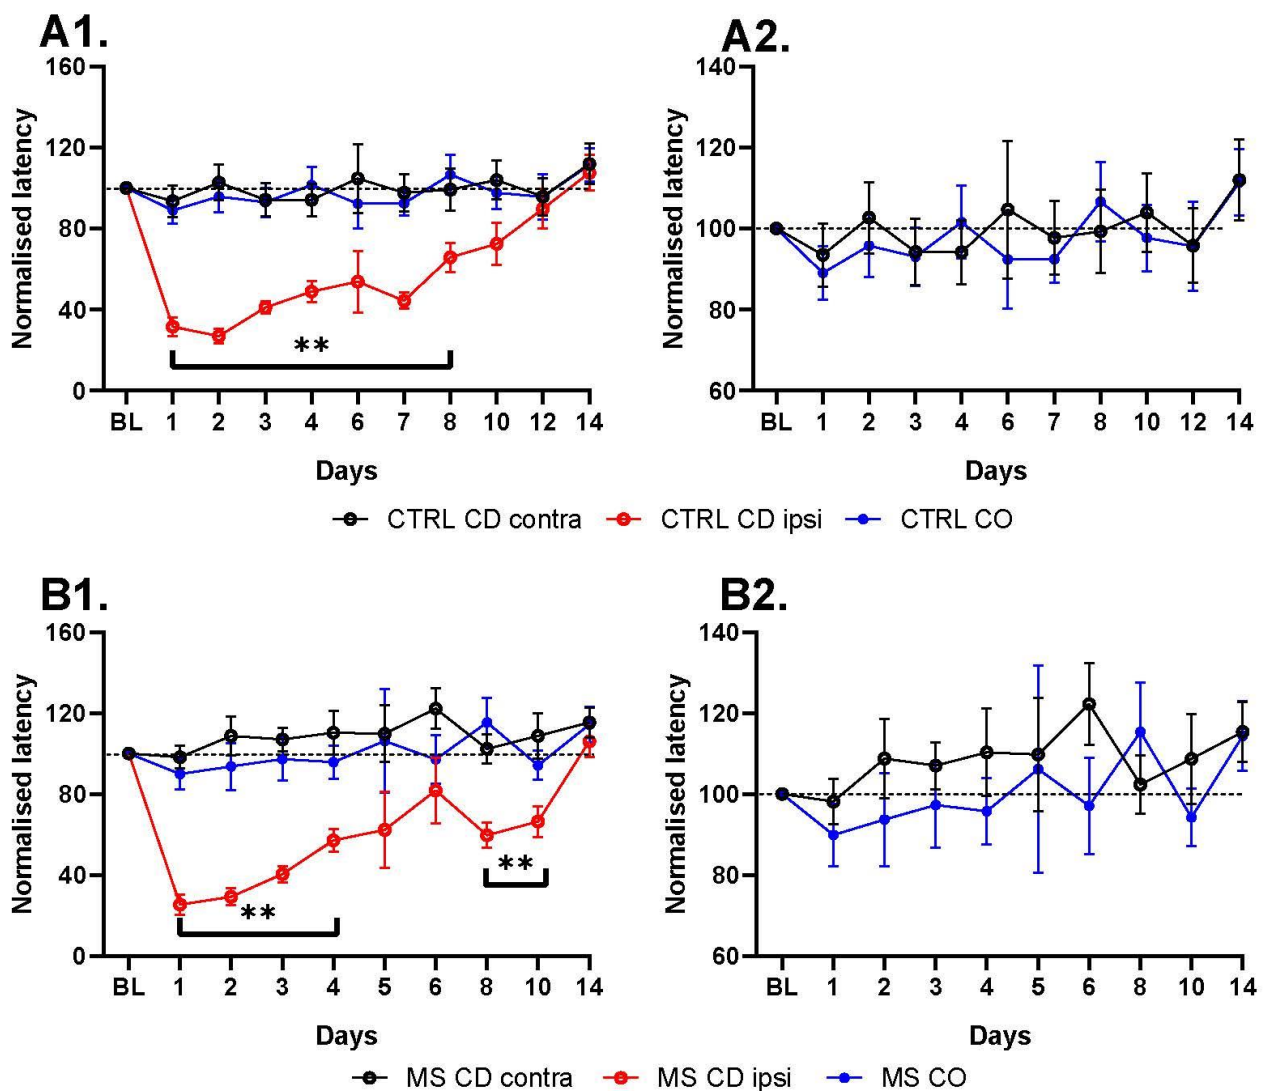 A1.
160
120
80
40
0
Normalised latency
**
BL 1 2 3 4 6 7 8 10 12 14
Days
A2.
140
120
100
80
60
Normalised latency
BL 1 2 3 4 6 7 8 10 12 14
Days
CTRL CD contra CTRL CD ipsi CTRL CO
B1.
160
120
80
40
0
Normalised latency
**
**
BL 1 2 3 4 5 6 8 10 14
Days
B2.
140
120
100
80
60
Normalised latency
BL 1 2 3 4 5 6 8 10 14
Days
MS CD contra MS CD ipsi MS CO